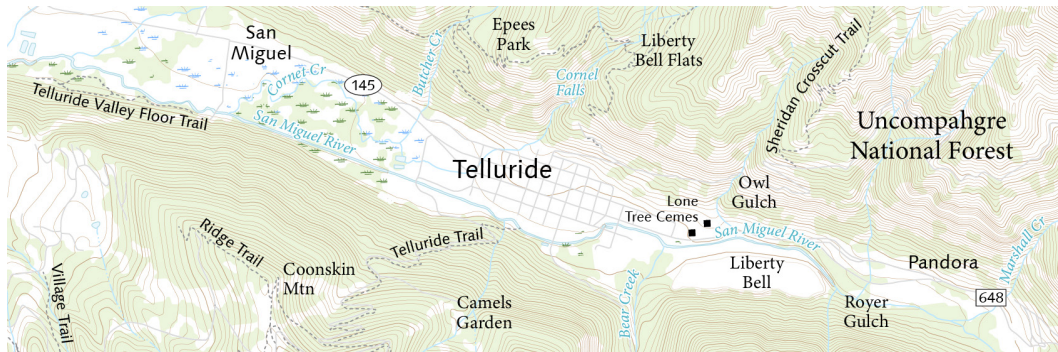 San
Miguel
Epees
Park
Liberty
Bell Flats
Butcher Cr
Cornet Cr
145
Cornel
Falls
Sheridan Crosscut Trail
Telluride Valley Floor Trail
San Miguel River
Uncompahgre
National Forest
Telluride
Owl
Gulch
Lone
Tree Cemes
San Miguel River
Marshall Cr
Telluride Trail
Ridge Trail
Village Trail
Coonskin
Mtn
Liberty
Bell
Pandora
Bear Creek
Camels
Garden
Royer
Gulch
648